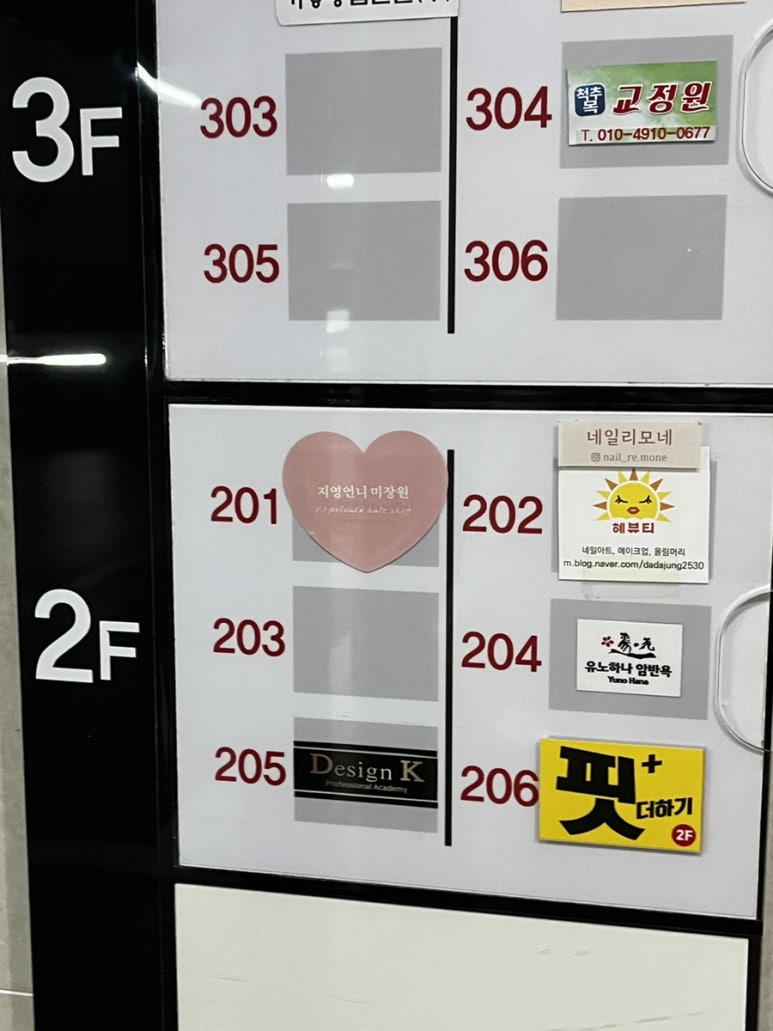 3F
303
304
척추
목
교정원
T. 010-4910-0677
305
306
2F
201
지영언니미장원
private hair shop
202
네일리모네
nail_re.mone
혜뷰티
네일아트, 메이크업, 올림머리
m.blog.naver.com/dadajung2530
203
204
유노하나 암반욕
Yuno Hana
205
Design K
Professional Academy
206
핏+
더하기
2F